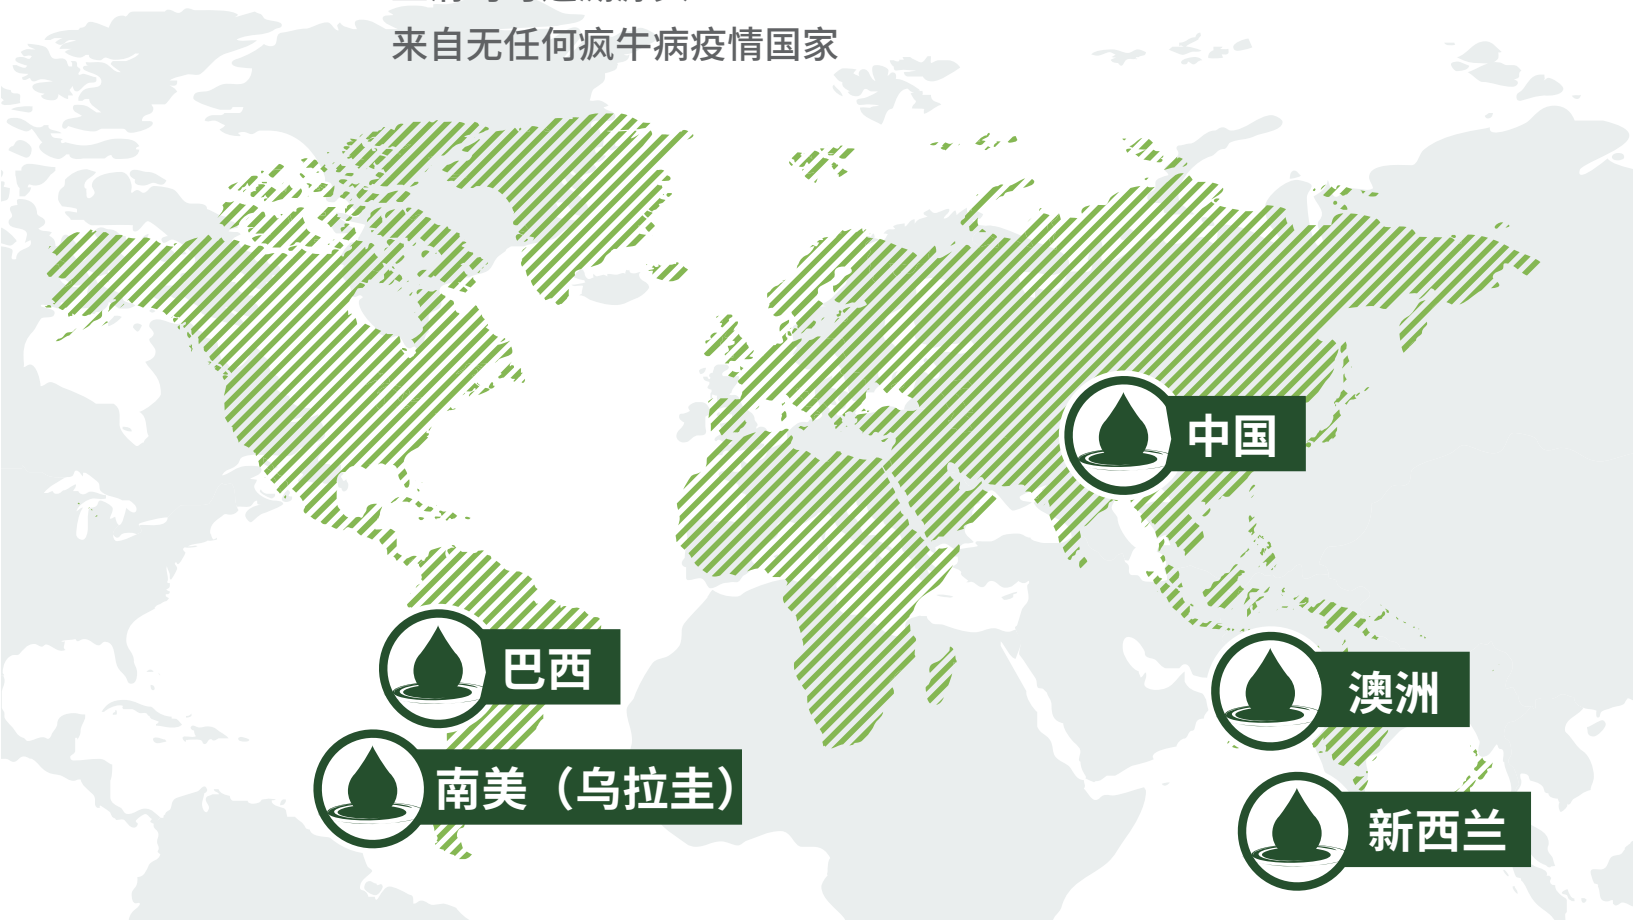 来自无任何疯牛病疫情国家
中国
巴西
澳洲
南美（乌拉圭）
新西兰